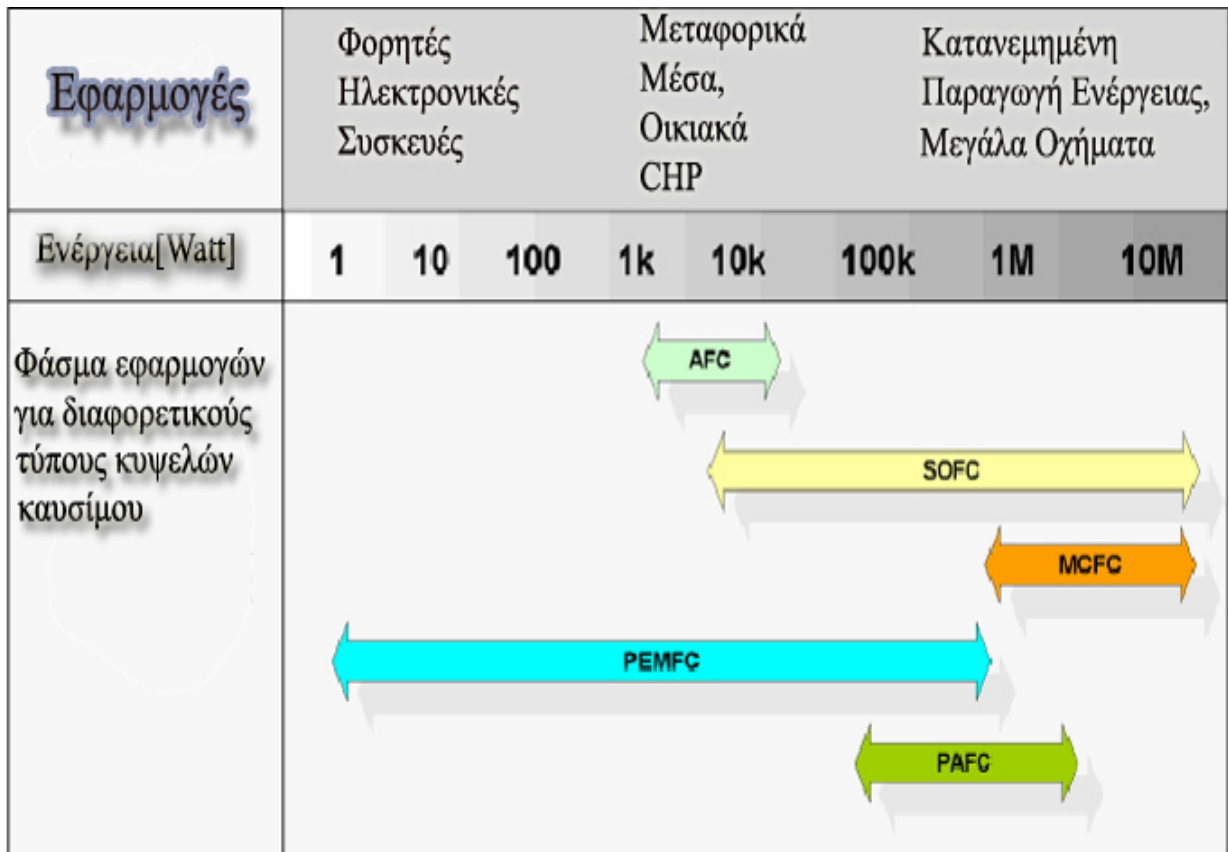 Εφαρμογές
Φορητές
Ηλεκτρονικές
Συσκευές
Μεταφορικά
Μέσα,
Οικιακά
CHP
Κατανεμημένη
Παραγωγή Ενέργειας,
Μεγάλα Οχήματα
Ενέργεια[Watt]
1 10 100 1k 10k 100k 1M 10M
Φάσμα εφαρμογών
για διαφορετικούς
τύπους κυψελών
καυσίμου
AFC
SOFC
MCFC
PEMFC
PAFC